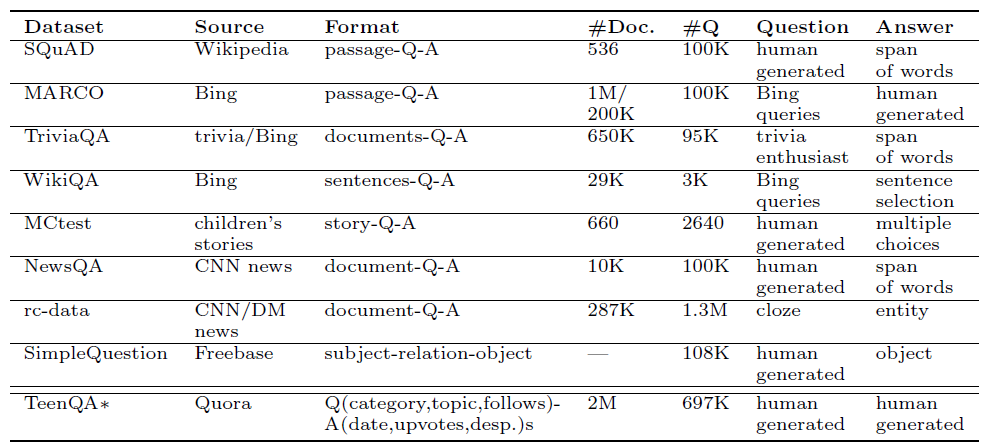 Dataset Source Format #Doc. #Q Question Answer
SQuAD Wikipedia passage-Q-A 536 100K human span
generated of words
MARCO Bing passage-Q-A 1M/ 100K Bing human
200K queries generated
TriviaQA trivia/Bing documents-Q-A 650K 95K trivia span
enthusiast of words
WikiQA Bing sentences-Q-A 29K 3K Bing sentence
queries selection
MCtest children's story-Q-A 660 2640 human multiple
stories generated choices
NewsQA CNN news document-Q-A 10K 100K human span
generated of words
rc-data CNN/DM document-Q-A 287K 1.3M cloze entity
news
SimpleQuestion Freebase subject-relation-object — 108K human object
generated
TeenQA* Quora Q(category,topic,follows)- 2M 697K human human
A(date,upvotes,desp.)s generated generated